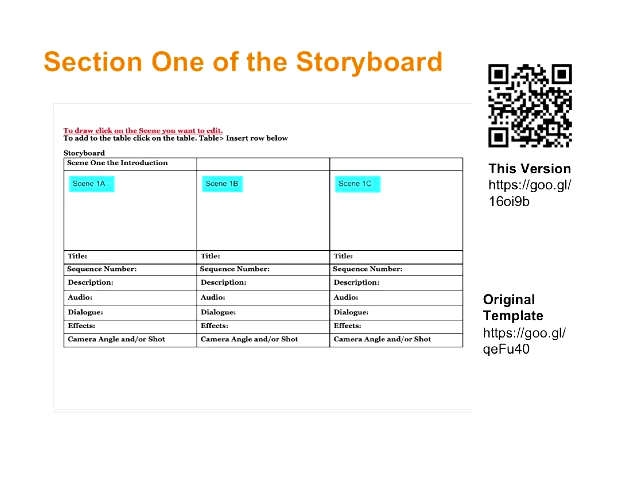 Section One of the Storyboard
To draw click on the Scene you want to edit.
To add to the table click on the table. Table> Insert row below
Storyboard
Scene One the Introduction
Scene 1A
Scene 1B
Scene 1C
Title:
Title:
Title:
Sequence Number:
Sequence Number:
Sequence Number:
Description:
Description:
Description:
Audio:
Audio:
Audio:
Dialogue:
Dialogue:
Dialogue:
Effects:
Effects:
Effects:
Camera Angle and/or Shot
Camera Angle and/or Shot
Camera Angle and/or Shot
This Version
https://goo.gl/
16oi9b
Original
Template
https://goo.gl/
qeFu40